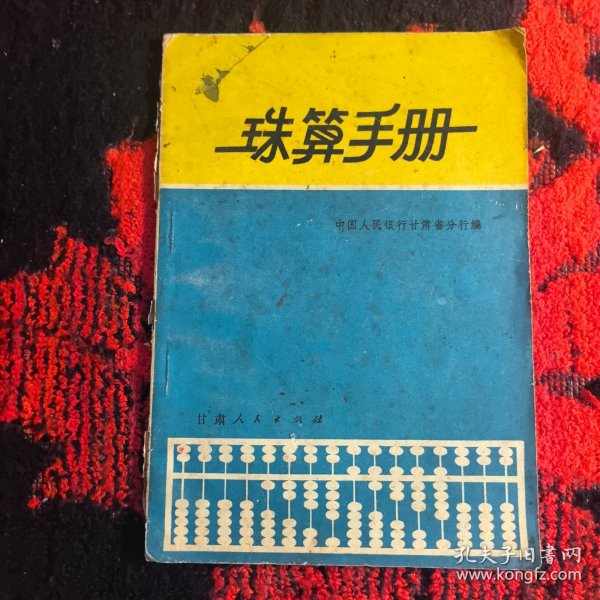 珠算手册
中国人民银行甘肃省分行编
甘肃人民出版社
孔夫子旧书网
www.kongfz.com